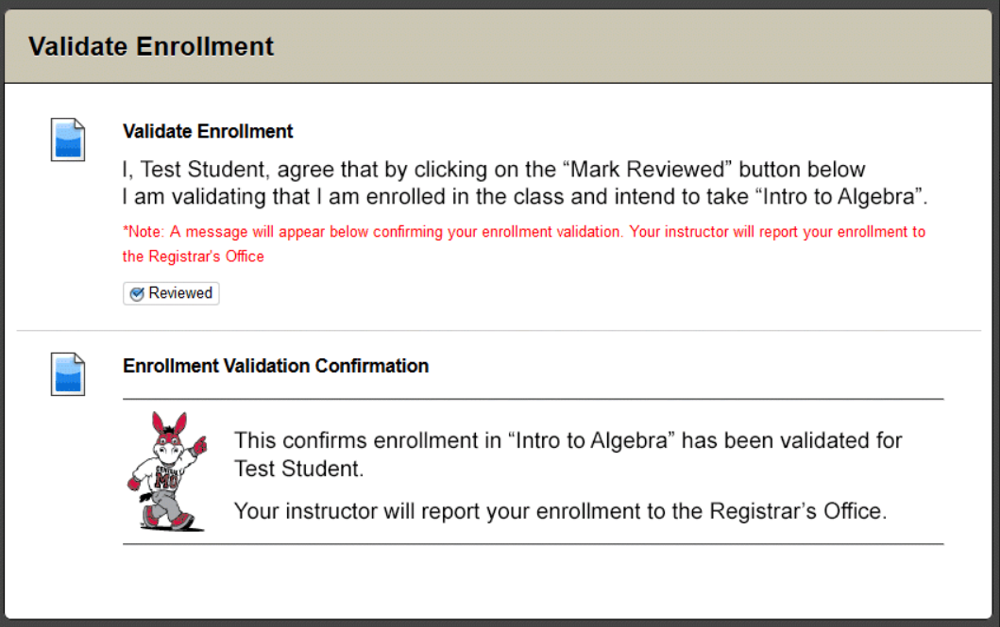 Validate Enrollment
Validate Enrollment
I, Test Student, agree that by clicking on the “Mark Reviewed” button below
I am validating that I am enrolled in the class and intend to take “Intro to Algebra”.
*Note: A message will appear below confirming your enrollment validation. Your instructor will report your enrollment to
the Registrar's Office
Reviewed
Enrollment Validation Confirmation
This confirms enrollment in “Intro to Algebra” has been validated for
Test Student.
CENTRAL
MO
Your instructor will report your enrollment to the Registrar’s Office.